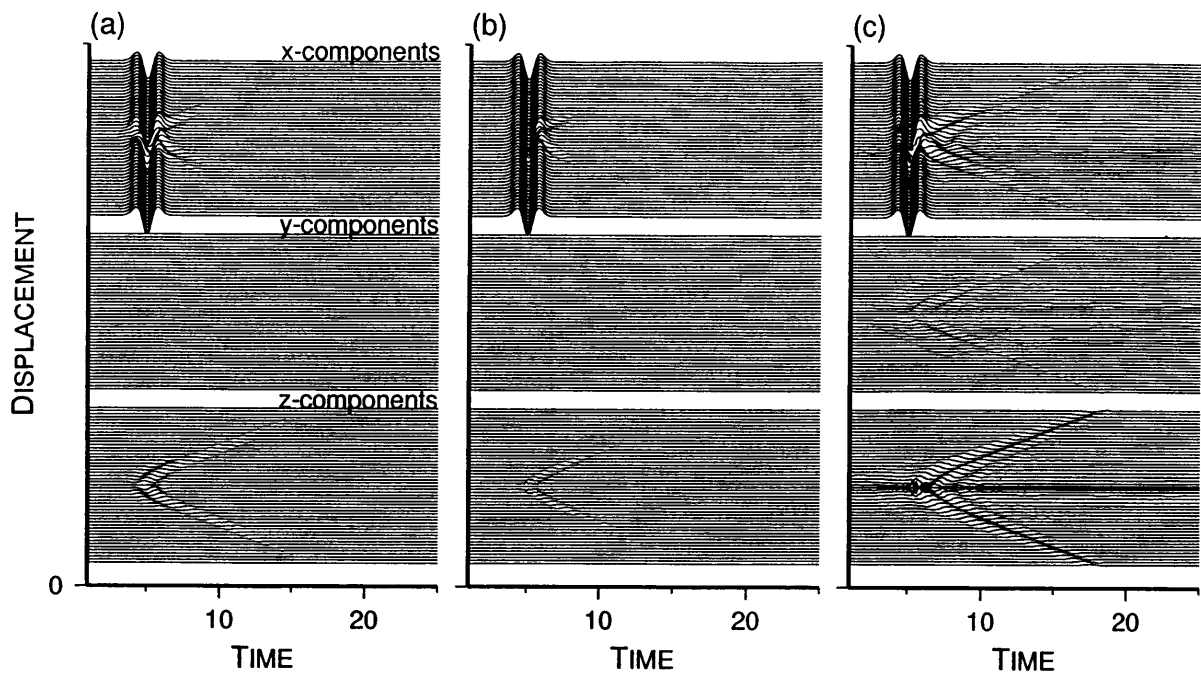 (a) (b) (c)
x-components
y-components
z-components
DISPLACEMENT
0
10 20 10 20 10 20
TIME TIME TIME